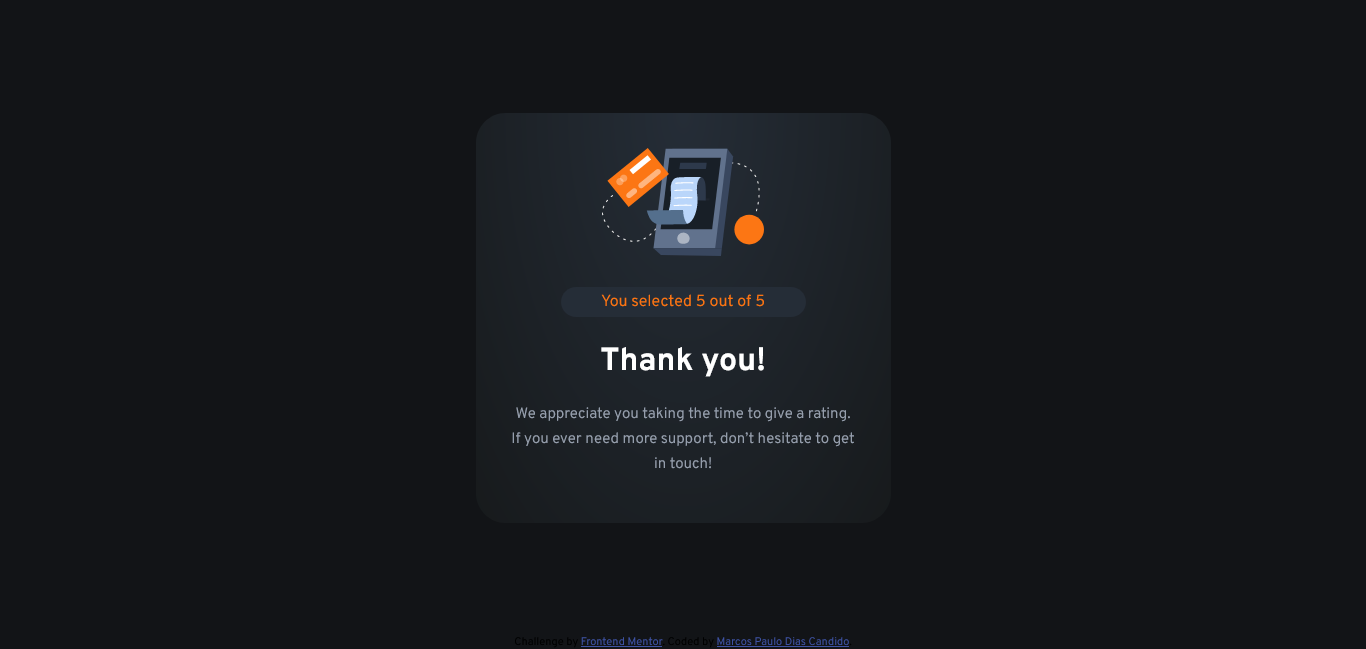 You selected 5 out of 5
Thank you!
We appreciate you taking the time to give a rating.
If you ever need more support, don’t hesitate to get
in touch!
Challenge by Frontend Mentor. Coded by Marcos Paulo Dias Candido.